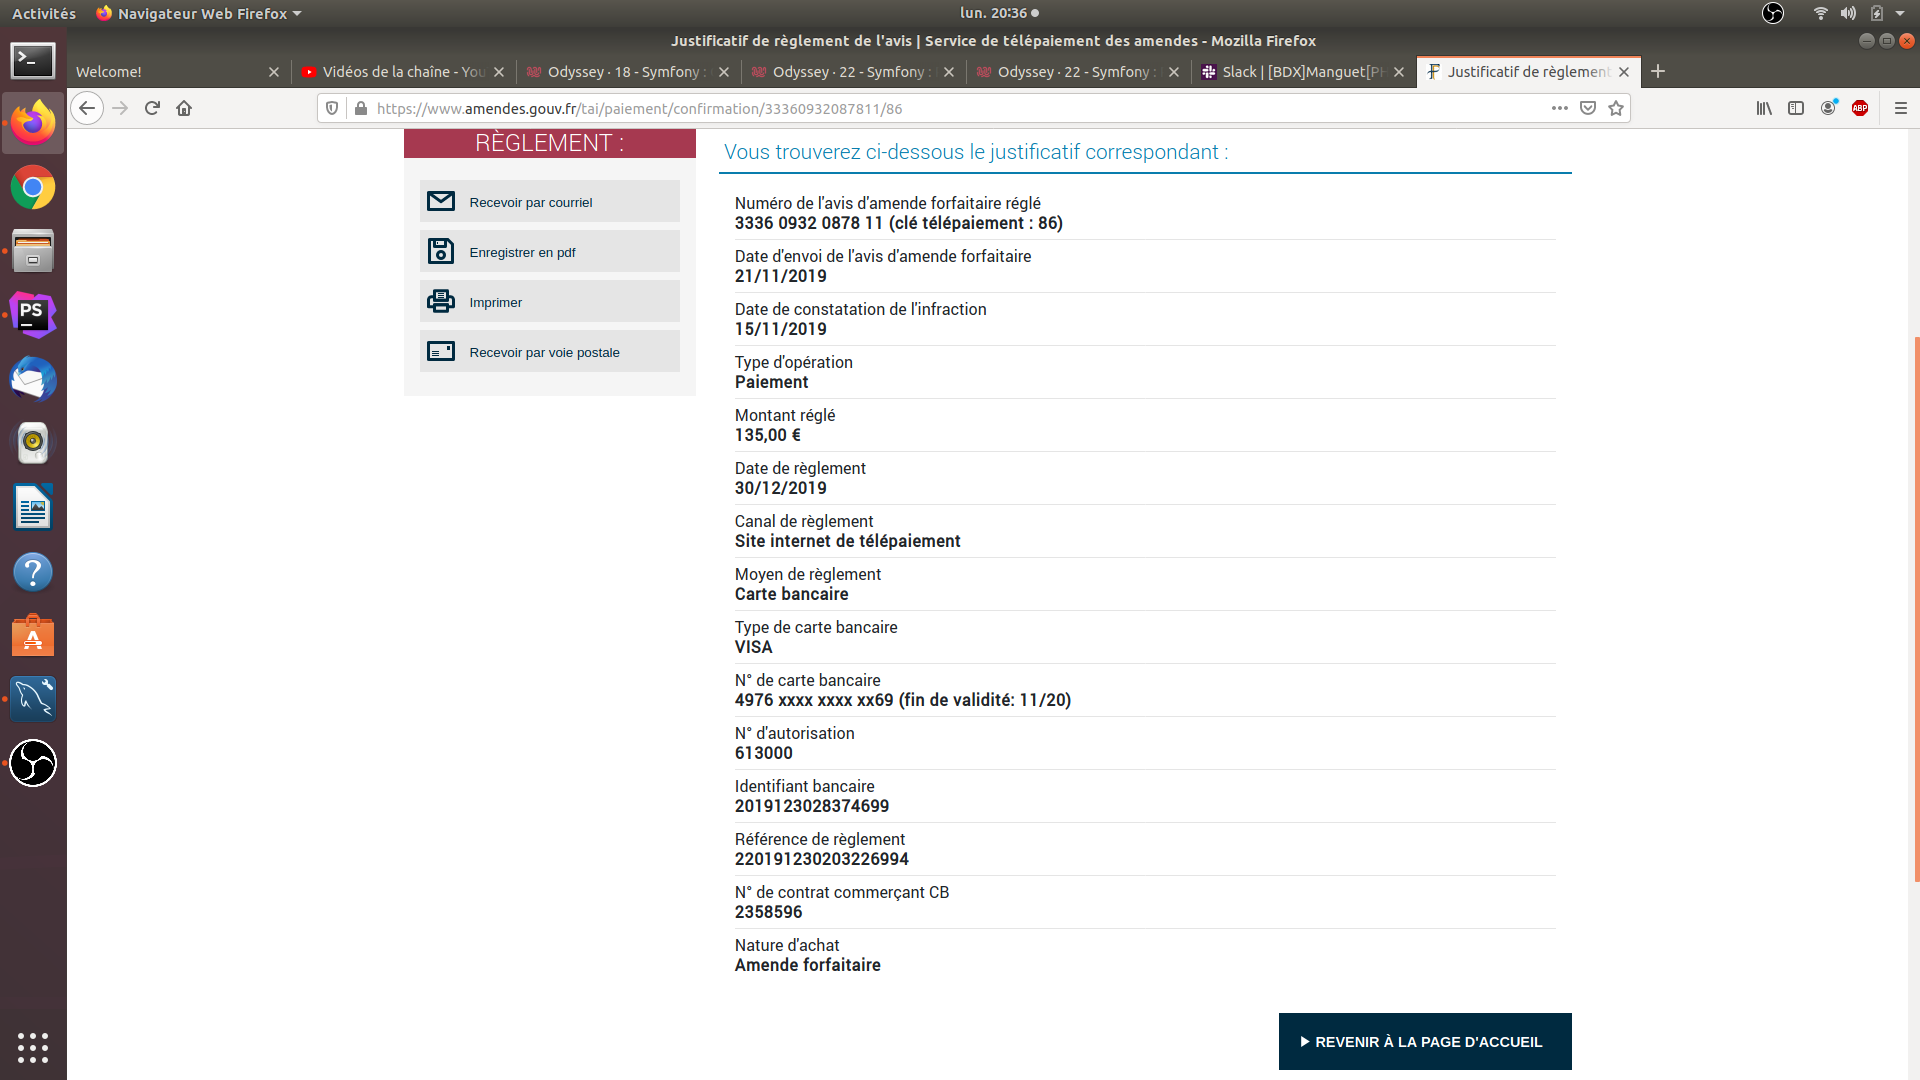 Activités
Navigateur Web Firefox
lun. 20:36
Justificatif de règlement de l'avis | Service de télépaiement des amendes - Mozilla Firefox
Welcome!
Vidéos de la chaîne - You
Odyssey · 18 - Symfony :
Odyssey · 22 - Symfony :
Odyssey · 22 - Symfony :
Slack | [BDX]Manguet[PH
Justificatif de règlement
https://www.amendes.gouv.fr/tai/paiement/confirmation/33360932087811/86
ABP
RÈGLEMENT :
Recevoir par courriel
Enregistrer en pdf
Imprimer
Recevoir par voie postale
Vous trouverez ci-dessous le justificatif correspondant :
Numéro de l'avis d'amende forfaitaire réglé
3336 0932 0878 11 (clé télépaiement : 86)
Date d'envoi de l'avis d'amende forfaitaire
21/11/2019
Date de constatation de l'infraction
15/11/2019
Type d'opération
Paiement
Montant réglé
135,00 €
Date de règlement
30/12/2019
Canal de règlement
Site internet de télépaiement
Moyen de règlement
Carte bancaire
Type de carte bancaire
VISA
N° de carte bancaire
4976 xxxx xxxx xx69 (fin de validité: 11/20)
N° d'autorisation
613000
Identifiant bancaire
2019123028374699
Référence de règlement
220191230203226994
N° de contrat commerçant CB
2358596
Nature d'achat
Amende forfaitaire
REVENIR À LA PAGE D'ACCUEIL
PS